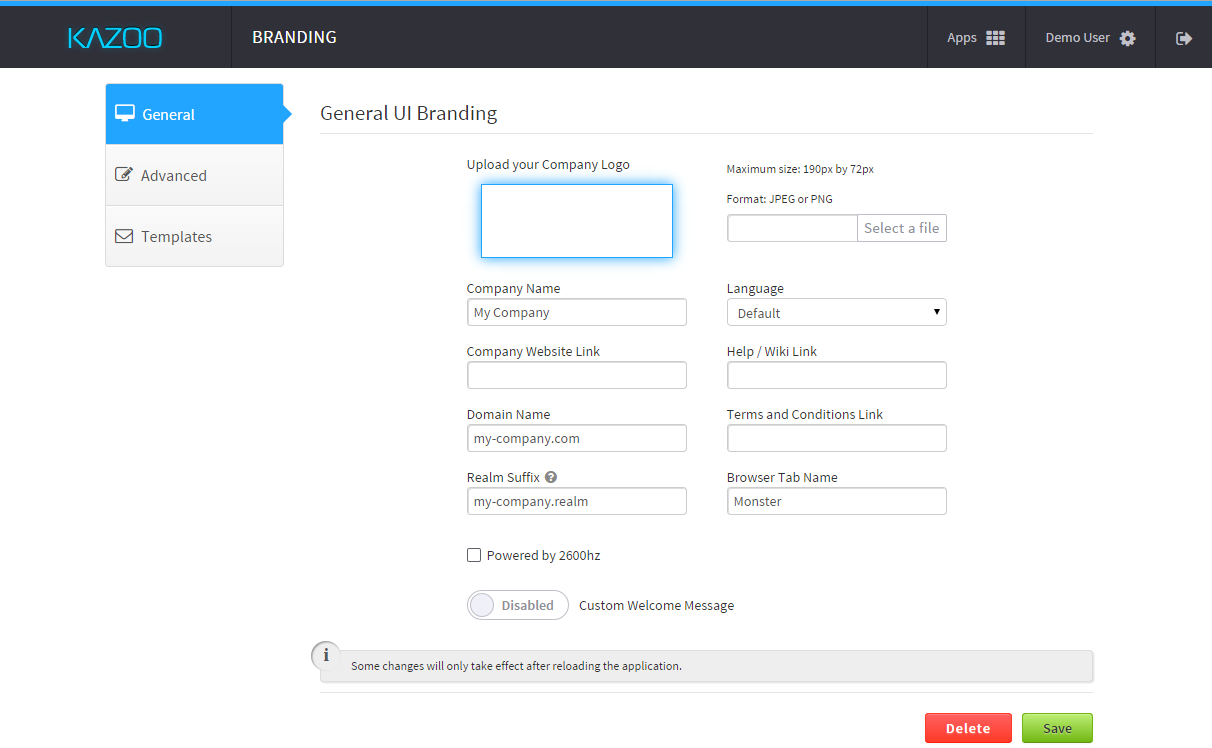 KAZOO
BRANDING
Apps
Demo User
General
Advanced
Templates
General UI Branding
Upload your Company Logo
Maximum size: 190px by 72px
Format: JPEG or PNG
Select a file
Company Name
My Company
Language
Default
Company Website Link
Help / Wiki Link
Domain Name
my-company.com
Terms and Conditions Link
Realm Suffix ?
my-company.realm
Browser Tab Name
Monster
Powered by 2600hz
Disabled
Custom Welcome Message
i
Some changes will only take effect after reloading the application.
Delete
Save